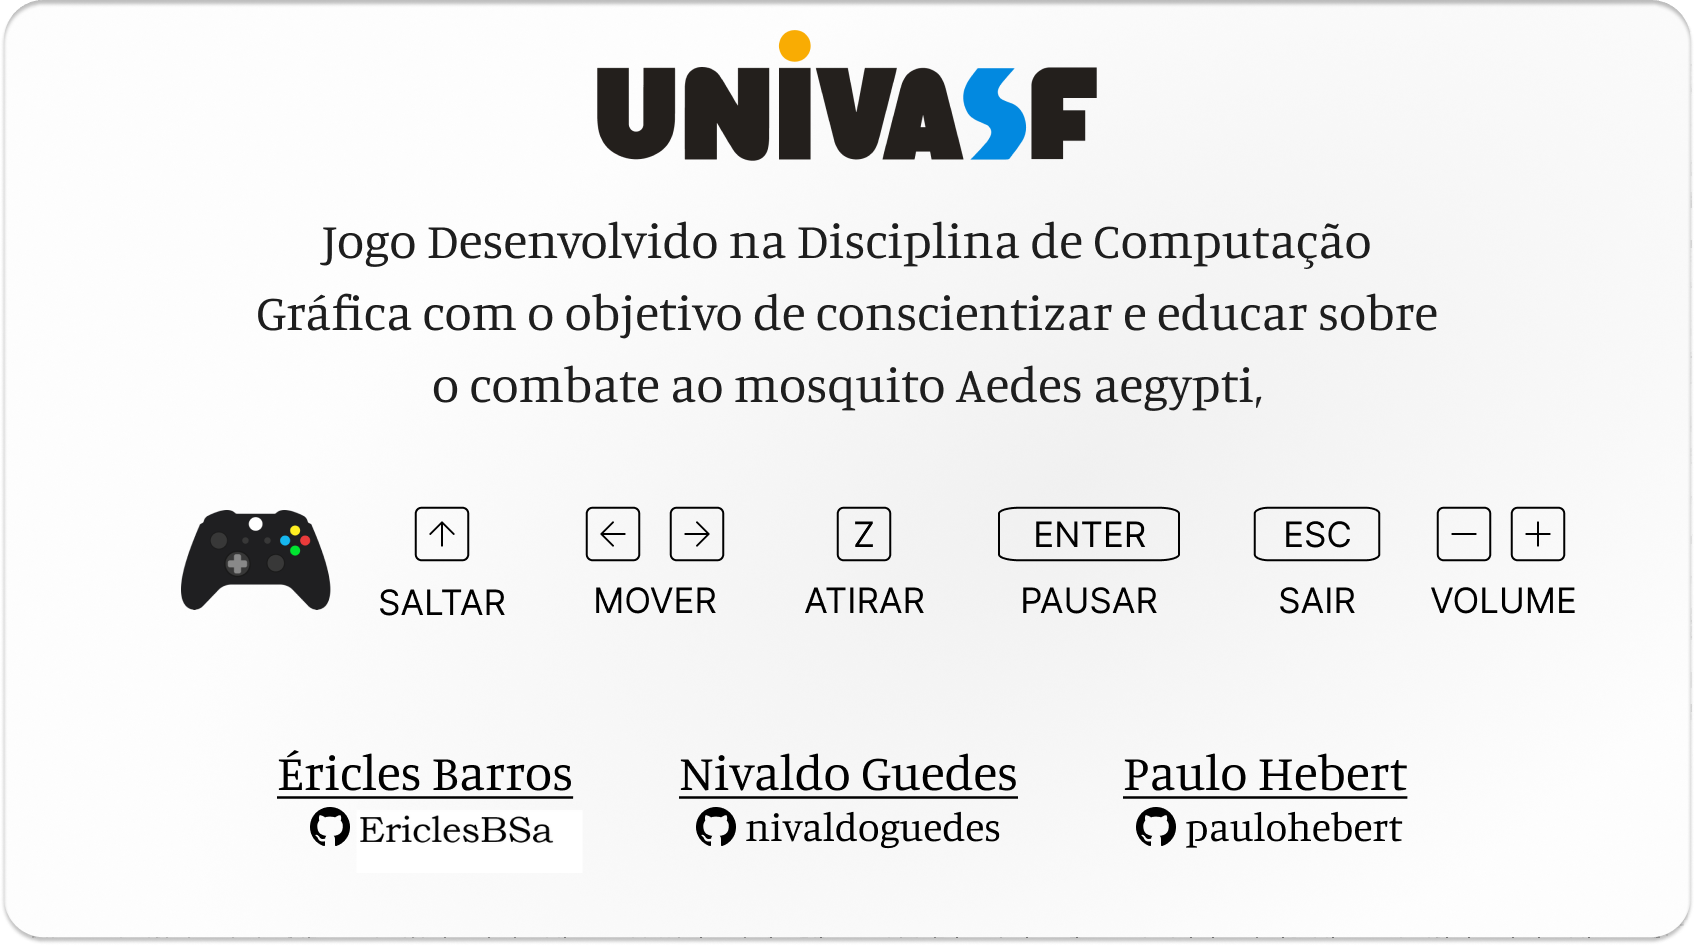 UNIVASF
Jogo Desenvolvido na Disciplina de Computação
Gráfica com o objetivo de conscientizar e educar sobre
o combate ao mosquito Aedes aegypti,
↑ ← → Z ENTER ESC − +
SALTAR MOVER ATIRAR PAUSAR SAIR VOLUME
Éricles Barros Nivaldo Guedes Paulo Hebert
EriclesBSa nivaldoguedes paulohebert